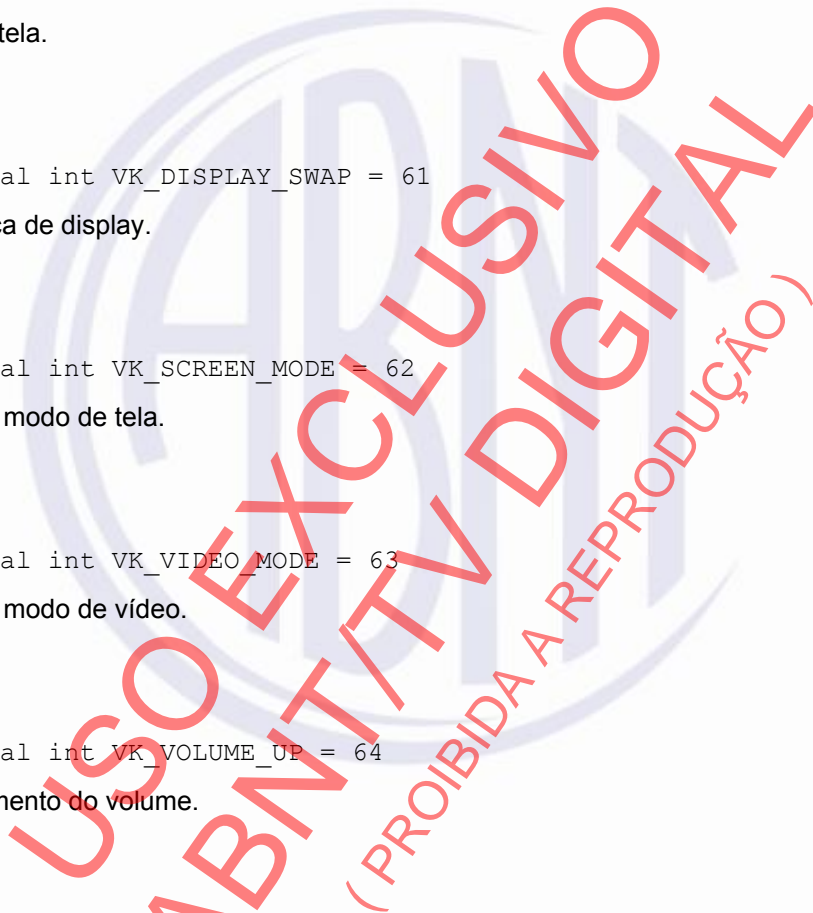 tela.
al int VK_DISPLAY_SWAP = 61
ca de display.
al int VK_SCREEN_MODE = 62
modo de tela.
al int VK_VIDEO_MODE = 63
modo de vídeo.
al int VK_VOLUME_UP = 64
mento do volume.
USO EXCLUSIVO
ABNT/TV DIGITAL
( PROIBIDA A REPRODUÇÃO )
ABNT